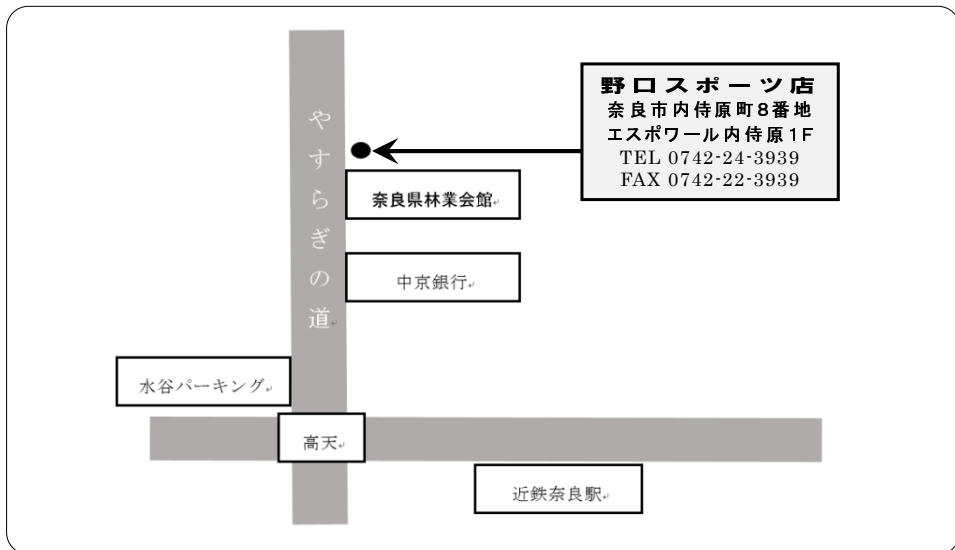 野口スポーツ店
奈良市内侍原町8番地
エスポワール内侍原1F
TEL 0742-24-3939
FAX 0742-22-3939
やすらぎの道
奈良県林業会館
中京銀行
水谷パーキング
高天
近鉄奈良駅